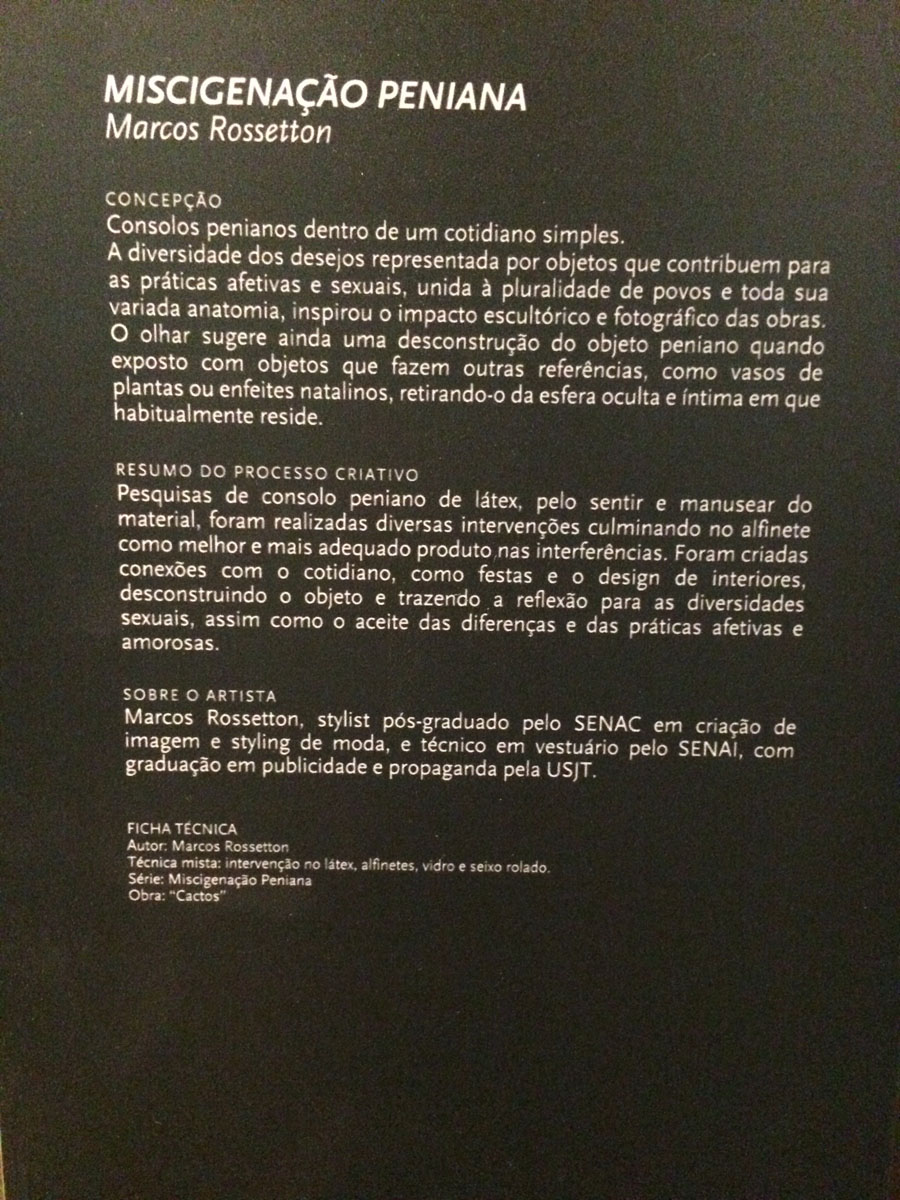 MISCIGENAÇÃO PENIANA
Marcos Rossetton
CONCEPÇÃO
Consolos penianos dentro de um cotidiano simples.
A diversidade dos desejos representada por objetos que contribuem para
as práticas afetivas e sexuais, unida à pluralidade de povos e toda sua
variada anatomia, inspirou o impacto escultórico e fotográfico das obras.
O olhar sugere ainda uma desconstrução do objeto peniano quando
exposto com objetos que fazem outras referências, como vasos de
plantas ou enfeites natalinos, retirando-o da esfera oculta e íntima em que
habitualmente reside.
RESUMO DO PROCESSO CRIATIVO
Pesquisas de consolo peniano de látex, pelo sentir e manusear do
material, foram realizadas diversas intervenções culminando no alfinete
como melhor e mais adequado produto nas interferências. Foram criadas
conexões com o cotidiano, como festas e o design de interiores,
desconstruindo o objeto e trazendo a reflexão para as diversidades
sexuais, assim como o aceite das diferenças e das práticas afetivas e
amorosas.
SOBRE O ARTISTA
Marcos Rossetton, stylist pós-graduado pelo SENAC em criação de
imagem e styling de moda, e técnico em vestuário pelo SENAI, com
graduação em publicidade e propaganda pela USJT.
FICHA TÉCNICA
Autor: Marcos Rossetton
Técnica mista: intervenção no látex, alfinetes, vidro e seixo rolado.
Série: Miscigenação Peniana
Obra: “Cactos”